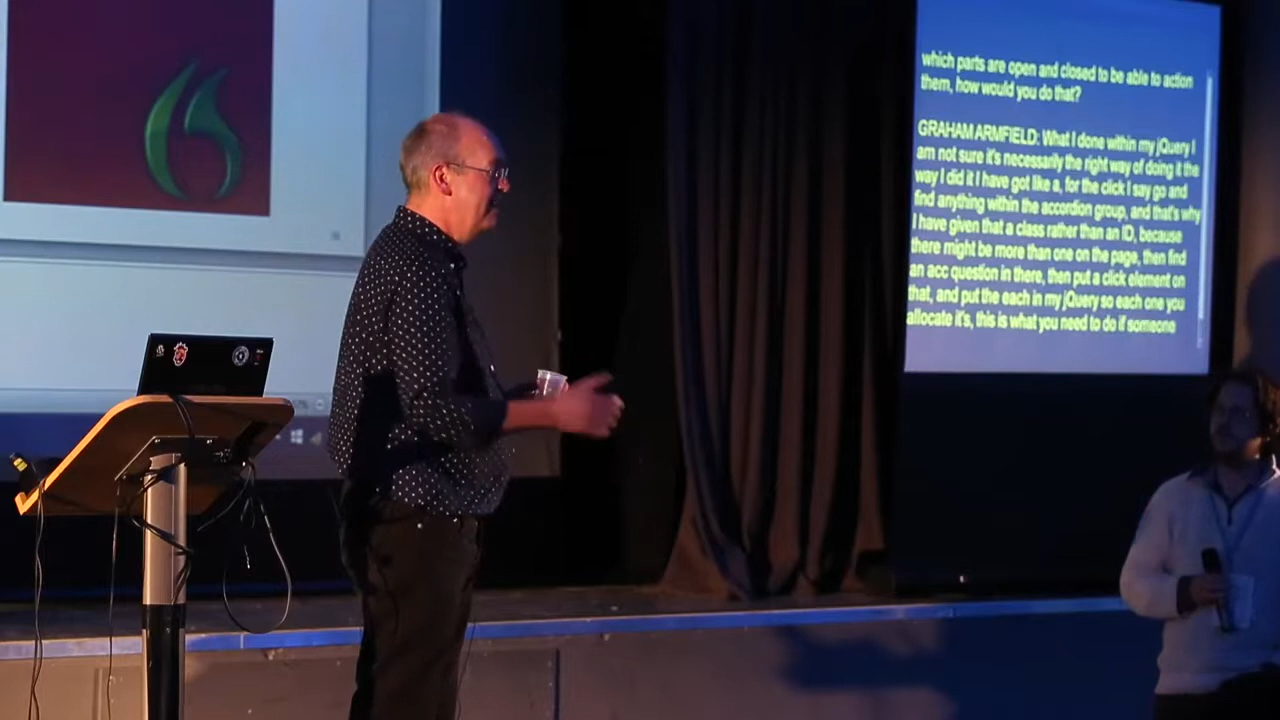 which parts are open and closed to be able to action
them, how would you do that?
GRAHAM ARMFIELD: What I done within my jQuery I
am not sure it's necessarily the right way of doing it the
way I did it I have got like a, for the click I say go and
find anything within the accordion group, and that's why
I have given that a class rather than an ID, because
there might be more than one on the page, then find
an acc question in there, then put a click element on
that, and put the each in my jQuery so each one you
allocate it's, this is what you need to do if someone